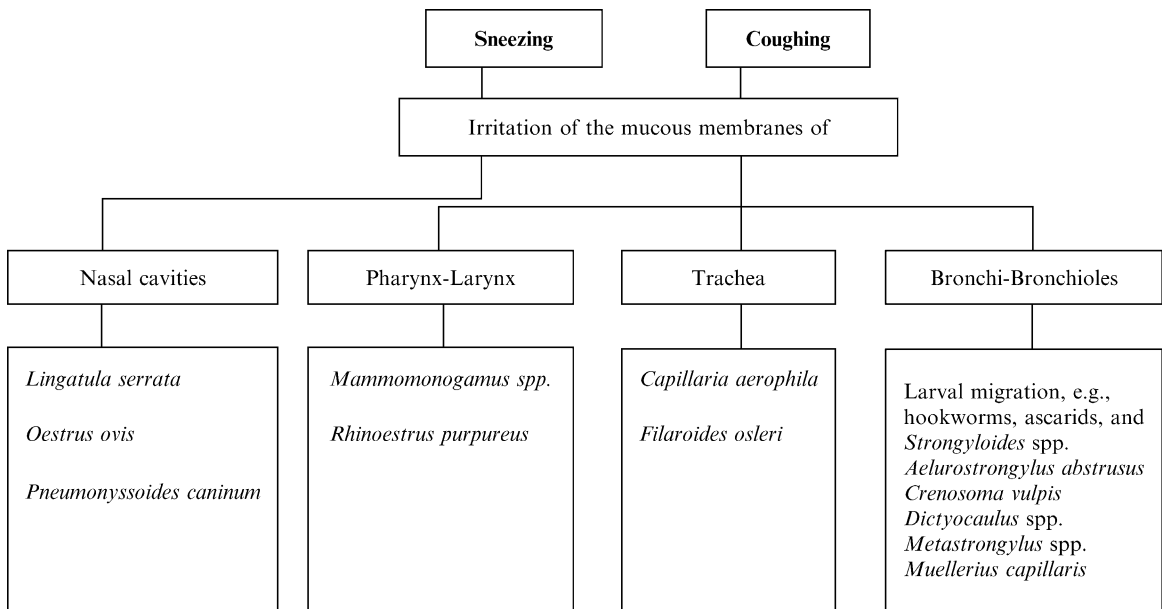 Sneezing
Coughing
Irritation of the mucous membranes of
Nasal cavities
Pharynx-Larynx
Trachea
Bronchi-Bronchioles
Lingatula serrata
Oestrus ovis
Pneumonyssoides caninum
Mammomonogamus spp.
Rhinoestrus purpureus
Capillaria aerophila
Filaroides osleri
Larval migration, e.g.,
hookworms, ascarids, and
Strongyloides spp.
Aelurostrongylus abstrusus
Crenosoma vulpis
Dictyocaulus spp.
Metastrongylus spp.
Muellerius capillaris